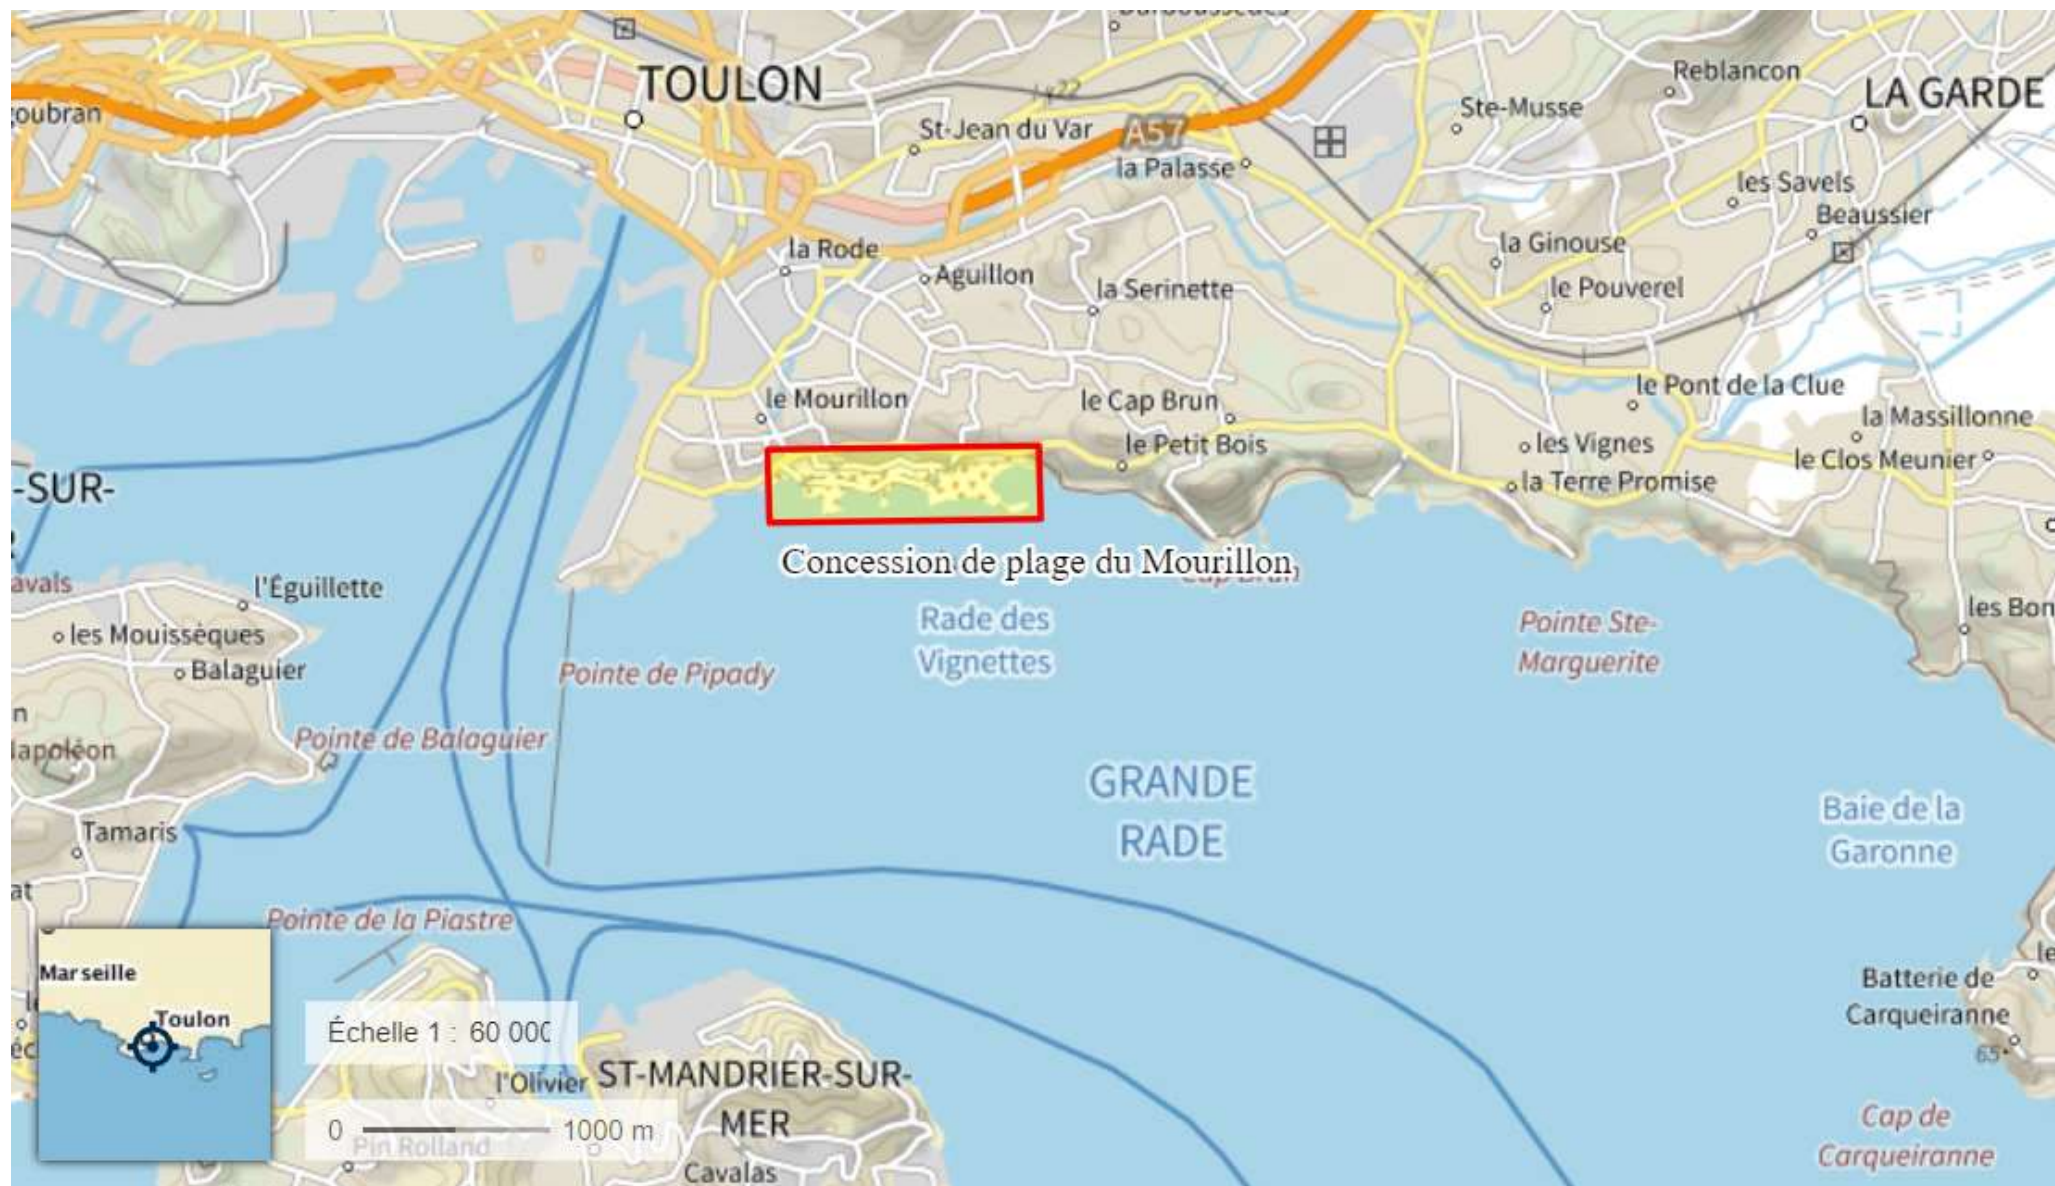 TOULON
Reblancon
LA GARDE
Ste-Musse
St-Jean du Var
A57
la Palasse
les Savels
Beaussier
la Rode
Aguillon
la Ginouse
la Serinette
le Pouverel
le Mourillon
le Cap Brun
le Pont de la Clue
la Massillonne
le Petit Bois
les Vignes
le Clos Meunier
-SUR-
la Terre Promise
Concession de plage du Mourillon
l'Éguillette
Rade des
Vignettes
les Mouissèques
Balaguier
Pointe de Pipady
Pointe Ste-
Marguerite
les Bon
Pointe de Balaguier
GRANDE
RADE
Tamaris
Baie de la
Garonne
Pointe de la Piastre
Marseille
Toulon
Batterie de
Carqueiranne
65
Échelle 1 : 60 000
l'Olivier
ST-MANDRIER-SUR-
MER
0 1000 m
Pin Rolland
Cavalas
Cap de
Carqueiranne